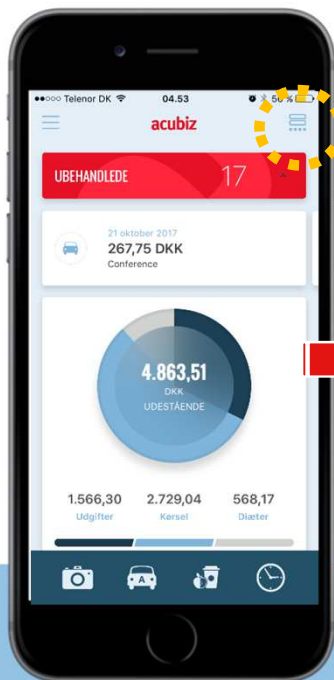 Telenor DK
04.53
56 %
acubiz
UBEHANDLEDE
17
21 oktober 2017
267,75 DKK
Conference
4.863,51
DKK
UDESTÅENDE
1.566,30
2.729,04
568,17
Udgifter
Kørsel
Diæter
A